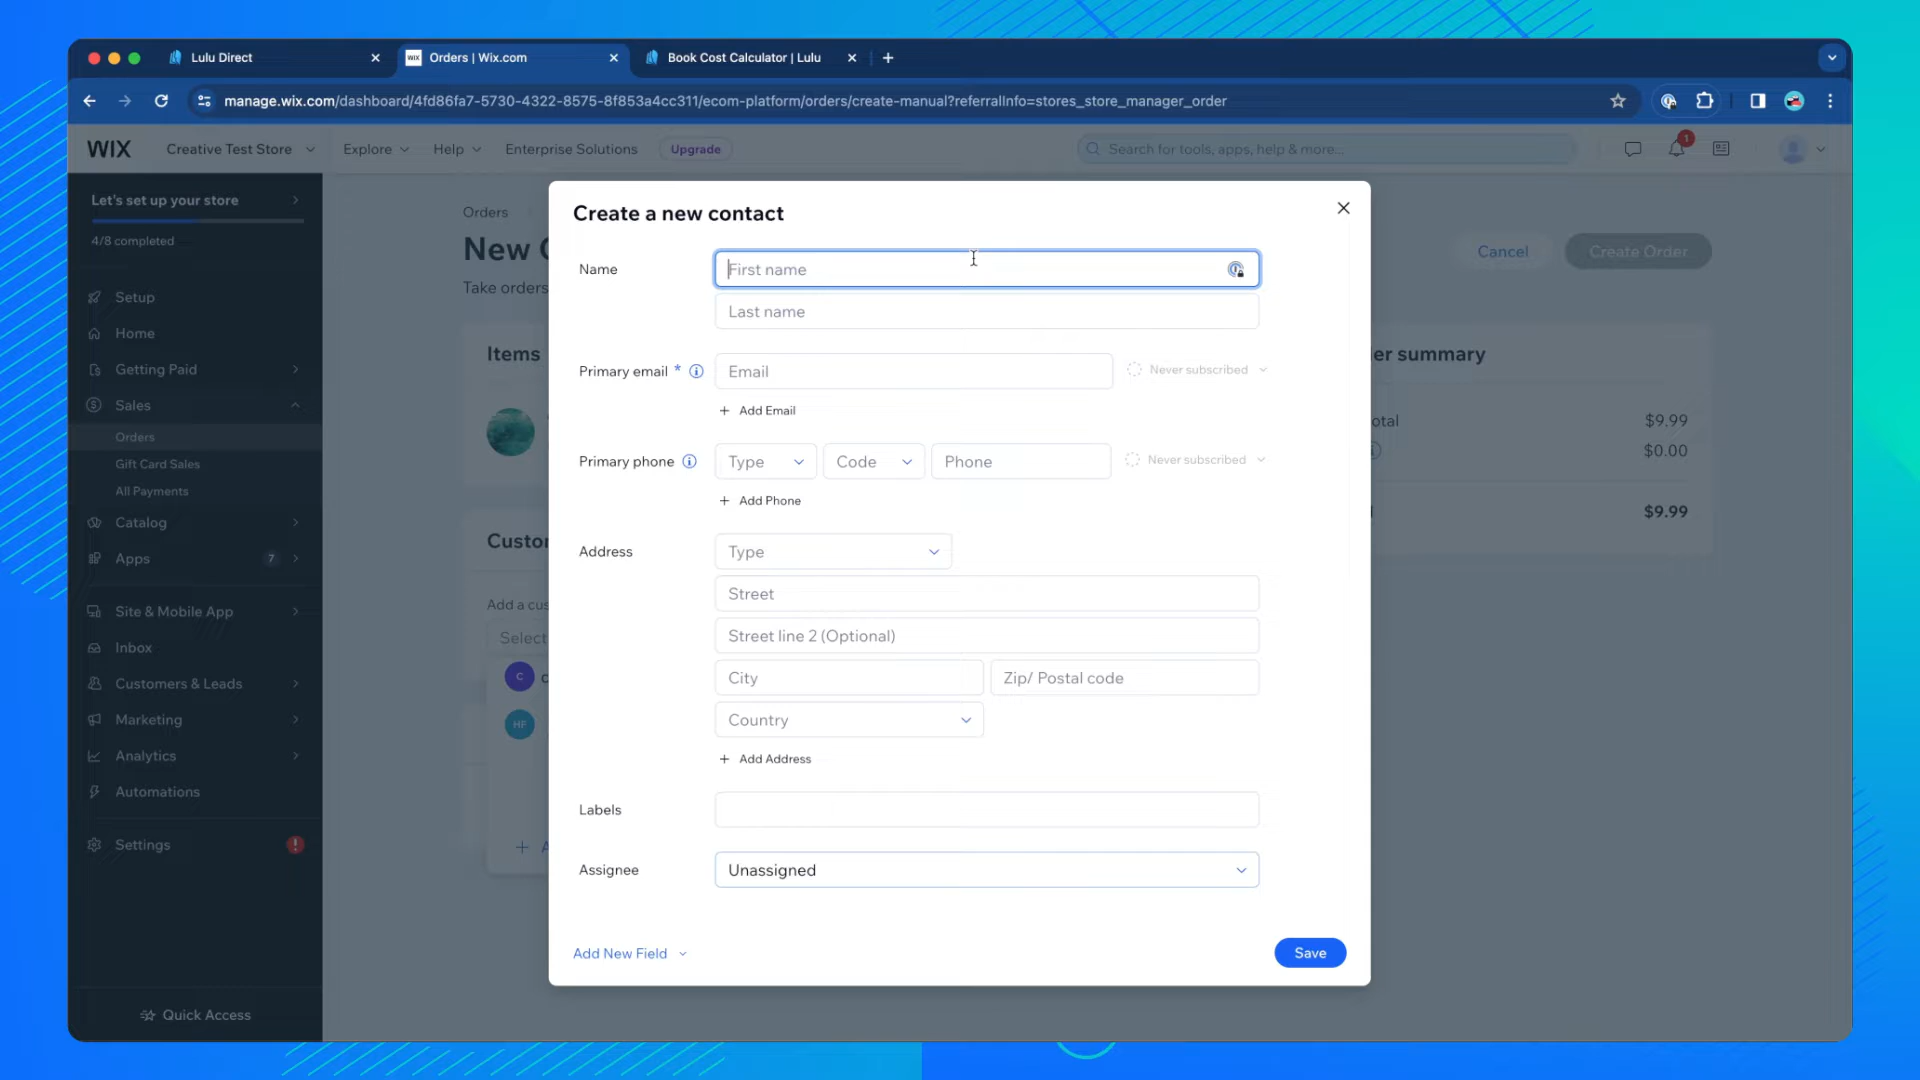 Lulu Direct
Orders | Wix.com
Book Cost Calculator | Lulu
manage.wix.com/dashboard/4fd86fa7-5730-4322-8575-8f853a4cc311/ecom-platform/orders/create-manual?referralInfo=stores_store_manager_order
WIX
Creative Test Store
Explore
Help
Enterprise Solutions
Upgrade
Search for tools, apps, help & more...
1
Let's set up your store
4/8 completed
Setup
Home
Getting Paid
Sales
Orders
Gift Card Sales
All Payments
Catalog
Apps
7
Site & Mobile App
Inbox
Customers & Leads
Marketing
Analytics
Automations
Settings
Quick Access
Orders
New
Take orders
Cancel
Create Order
Items
Add a
Select
C
HF
$9.99
$0.00
$9.99
summary
Create a new contact
Name
First name
Last name
Primary email *
Email
Never subscribed
+ Add Email
Primary phone
Type
Code
Phone
Never subscribed
+ Add Phone
Address
Type
Street
Street line 2 (Optional)
City
Zip/ Postal code
Country
+ Add Address
Labels
Assignee
Unassigned
Add New Field
Save